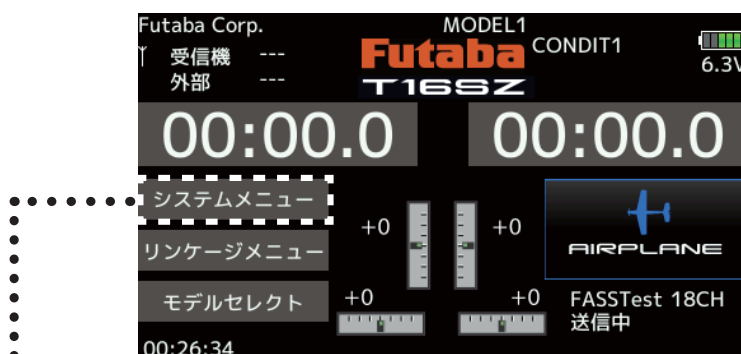 Futaba Corp.
MODEL1
受信機 ---
外部 ---
Futaba
T16SZ
CONDIT1
6.3V
00:00.0
00:00.0
システムメニュー
リンケージメニュー
モデルセレクト
+0
+0
+0
+0
AIRPLANE
FASSTest 18CH
送信中
00:26:34